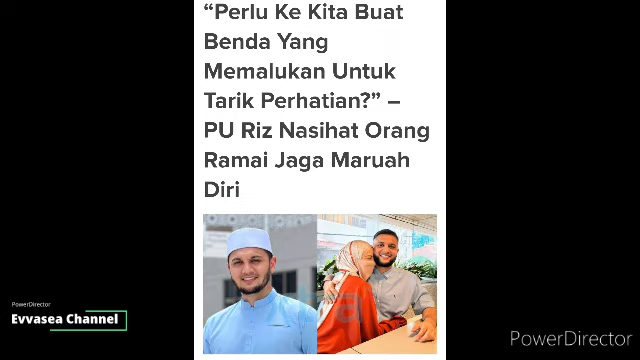 “Perlu Ke Kita Buat
Benda Yang
Memalukan Untuk
Tarik Perhatian?” –
PU Riz Nasihat Orang
Ramai Jaga Maruah
Diri
PowerDirector
Evvasea Channel
PowerDirector